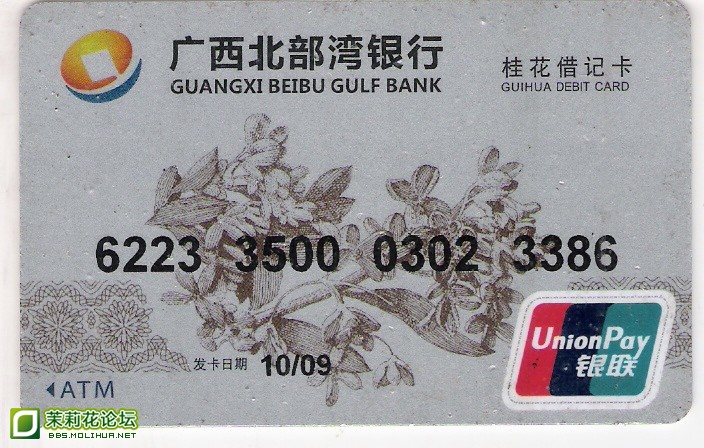 广西北部湾银行
GUANGXI BEIBU GULF BANK
桂花借记卡
GUIHUA DEBIT CARD
6223 3500 0302 3386
发卡日期 10/09
UnionPay
银联
ATM
茉莉花论坛
BBS.MOLIHUA.NET